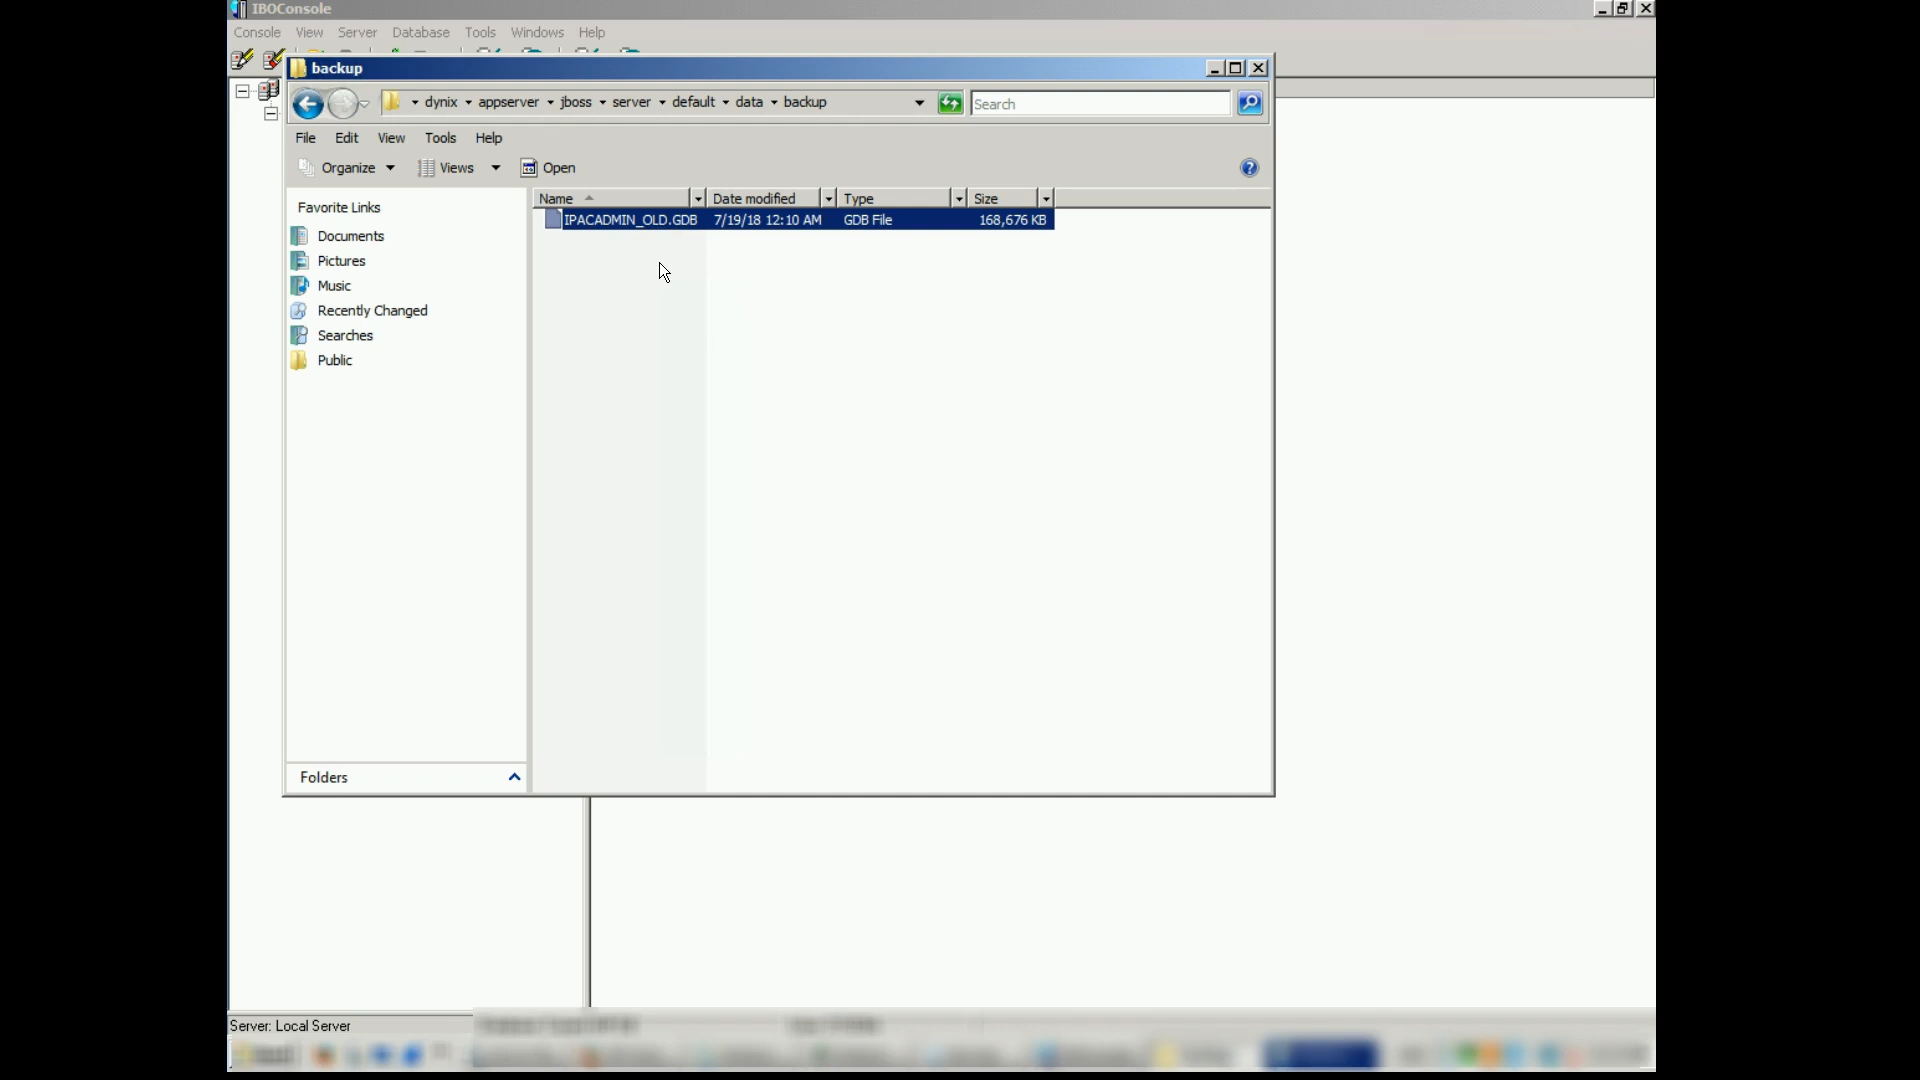 IBOConsole
Console View Server Database Tools Windows Help
backup
dynix appserver jboss server default data backup
Search
File Edit View Tools Help
Organize Views Open
Favorite Links
Documents
Pictures
Music
Recently Changed
Searches
Public
Folders
Name Date modified Type Size
IPACADMIN_OLD.GDB 7/19/18 12:10 AM GDB File 168,676 KB
Server: Local Server